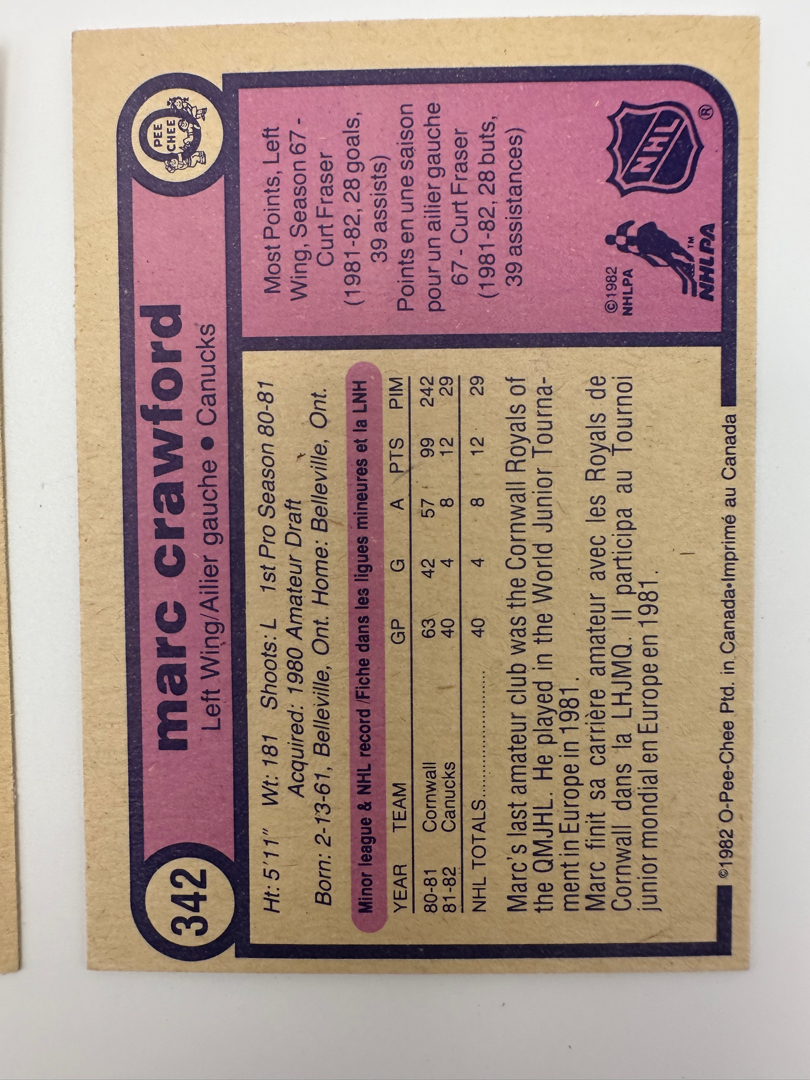 342
marc crawford
Left Wing/Ailier gauche • Canucks
O
PEE
CHEE
Ht: 5'11" Wt: 181 Shoots: L 1st Pro Season 80-81
Acquired: 1980 Amateur Draft
Born: 2-13-61, Belleville, Ont. Home: Belleville, Ont.
Minor league & NHL record/Fiche dans les ligues mineures et la LNH
YEAR TEAM GP G A PTS PIM
80-81 Cornwall 63 42 57 99 242
81-82 Canucks 40 4 8 12 29
NHL TOTALS.................... 40 4 8 12 29
Marc's last amateur club was the Cornwall Royals of
the QMJHL. He played in the World Junior Tourna-
ment in Europe in 1981.
Marc finit sa carrière amateur avec les Royals de
Cornwall dans la LHJMQ. Il participa au Tournoi
junior mondial en Europe en 1981.
Most Points, Left
Wing, Season 67 -
Curt Fraser
(1981-82, 28 goals,
39 assists)
Points en une saison
pour un ailier gauche
67 - Curt Fraser
(1981-82, 28 buts,
39 assistances)
©1982
NHLPA
NHLPA™
NHL®
©1982 O-Pee-Chee Ptd. in Canada•Imprimé au Canada